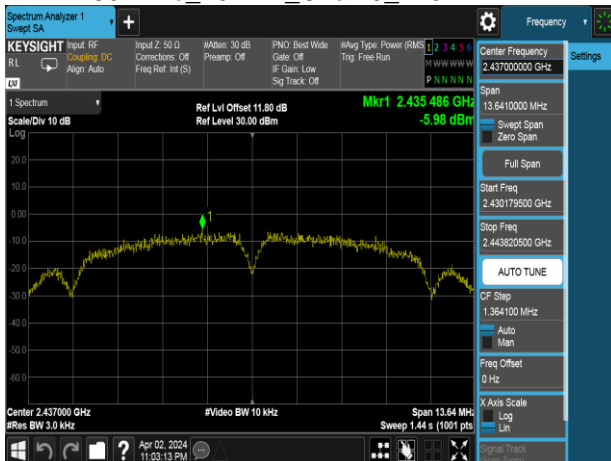 Spectrum Analyzer 1
Swept SA
+
Frequency
KEYSIGHT
RL
LXI
Input: RF
Coupling: DC
Align: Auto
Input Z: 50 Ω
Corrections: Off
Freq Ref: Int (S)
#Atten: 30 dB
Preamp: Off
PNO: Best Wide
Gate: Off
IF Gain: Low
Sig Track: Off
#Avg Type: Power (RMS
Trig: Free Run
1 2 3 4 5 6
M W W W W W
P N N N N N
1 Spectrum
Scale/Div 10 dB
Log
Ref Lvl Offset 11.80 dB
Ref Level 30.00 dBm
Mkr1 2.435 486 GHz
-5.98 dBm
20.0
10.0
0.00
-10.0
-20.0
-30.0
-40.0
-50.0
-60.0
1
Center 2.437000 GHz
#Res BW 3.0 kHz
#Video BW 10 kHz
Span 13.64 MHz
Sweep 1.44 s (1001 pts
?
Apr 02, 2024
11:03:13 PM
Center Frequency
2.437000000 GHz
Span
13.6410000 MHz
Swept Span
Zero Span
Full Span
Start Freq
2.430179500 GHz
Stop Freq
2.443820500 GHz
AUTO TUNE
CF Step
1.364100 MHz
Auto
Man
Freq Offset
0 Hz
X Axis Scale
Log
Lin
Signal Track
Settings